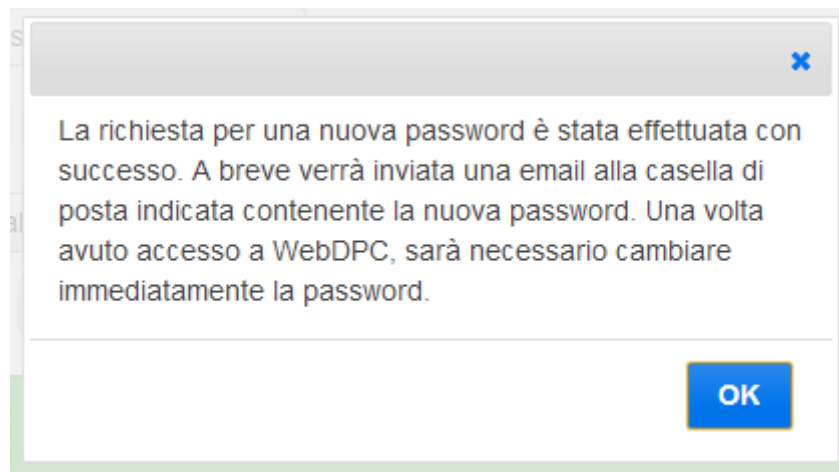 La richiesta per una nuova password è stata effettuata con
successo. A breve verrà inviata una email alla casella di
posta indicata contenente la nuova password. Una volta
avuto accesso a WebDPC, sarà necessario cambiare
immediatamente la password.
OK